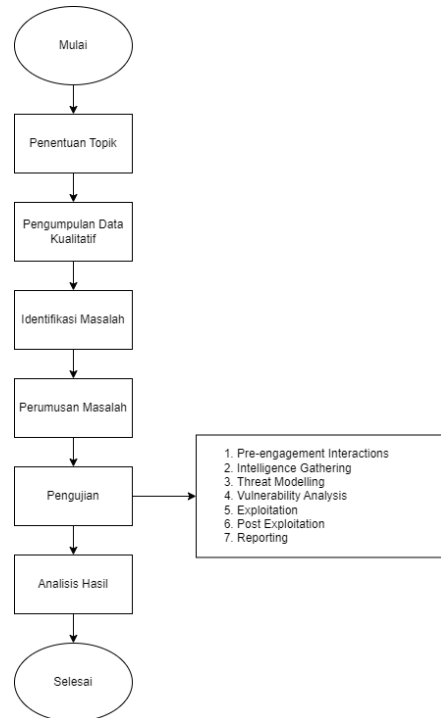 Mulai
Penentuan Topik
Pengumpulan Data
Kualitatif
Identifikasi Masalah
Perumusan Masalah
Pengujian
1. Pre-engagement Interactions
2. Intelligence Gathering
3. Threat Modelling
4. Vulnerability Analysis
5. Exploitation
6. Post Exploitation
7. Reporting
Analisis Hasil
Selesai